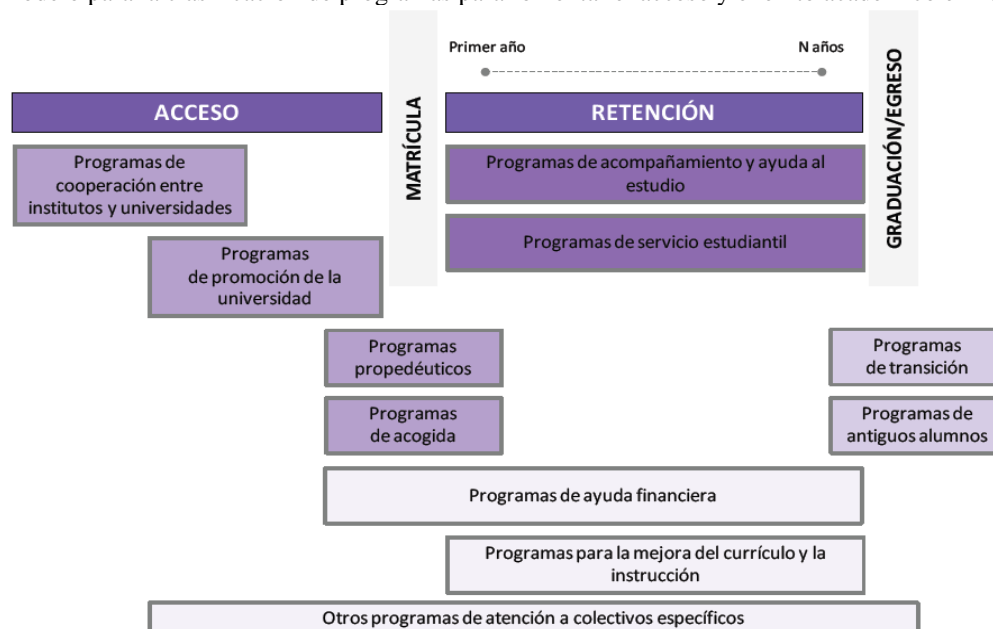 Primer año
N años
ACCESO
MATRÍCULA
RETENCIÓN
GRADUACIÓN/EGRESO
Programas de
cooperación entre
institutos y universidades
Programas de acompañamiento y ayuda al
estudio
Programas de servicio estudiantil
Programas
de promoción de la
universidad
Programas
propedéuticos
Programas
de transición
Programas
de acogida
Programas de
antiguos alumnos
Programas de ayuda financiera
Programas para la mejora del currículo y la
instrucción
Otros programas de atención a colectivos específicos